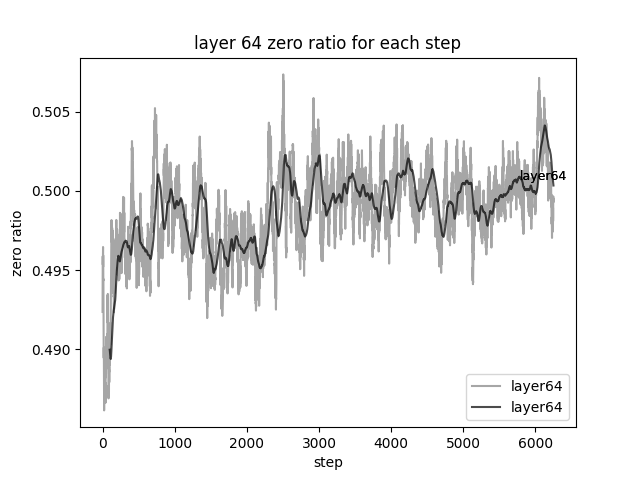 layer 64 zero ratio for each step
zero ratio
0.505
0.500
0.495
0.490
layer64
layer64
layer64
0
1000
2000
3000
4000
5000
6000
step